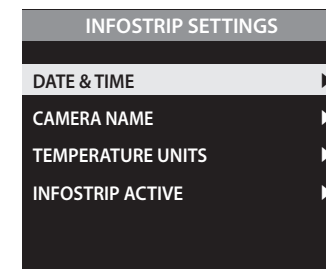 INFOSTRIP SETTINGS
DATE & TIME
CAMERA NAME
TEMPERATURE UNITS
INFOSTRIP ACTIVE